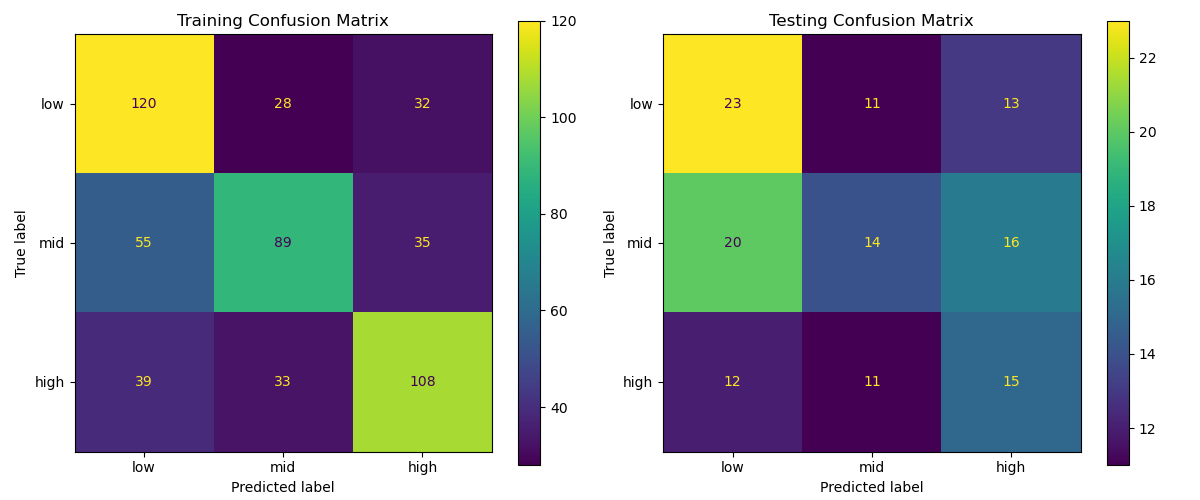 Training Confusion Matrix
True label
low
mid
high
120 28 32
55 89 35
39 33 108
low mid high
Predicted label
120
100
80
60
40
Testing Confusion Matrix
True label
low
mid
high
23 11 13
20 14 16
12 11 15
low mid high
Predicted label
22
20
18
16
14
12